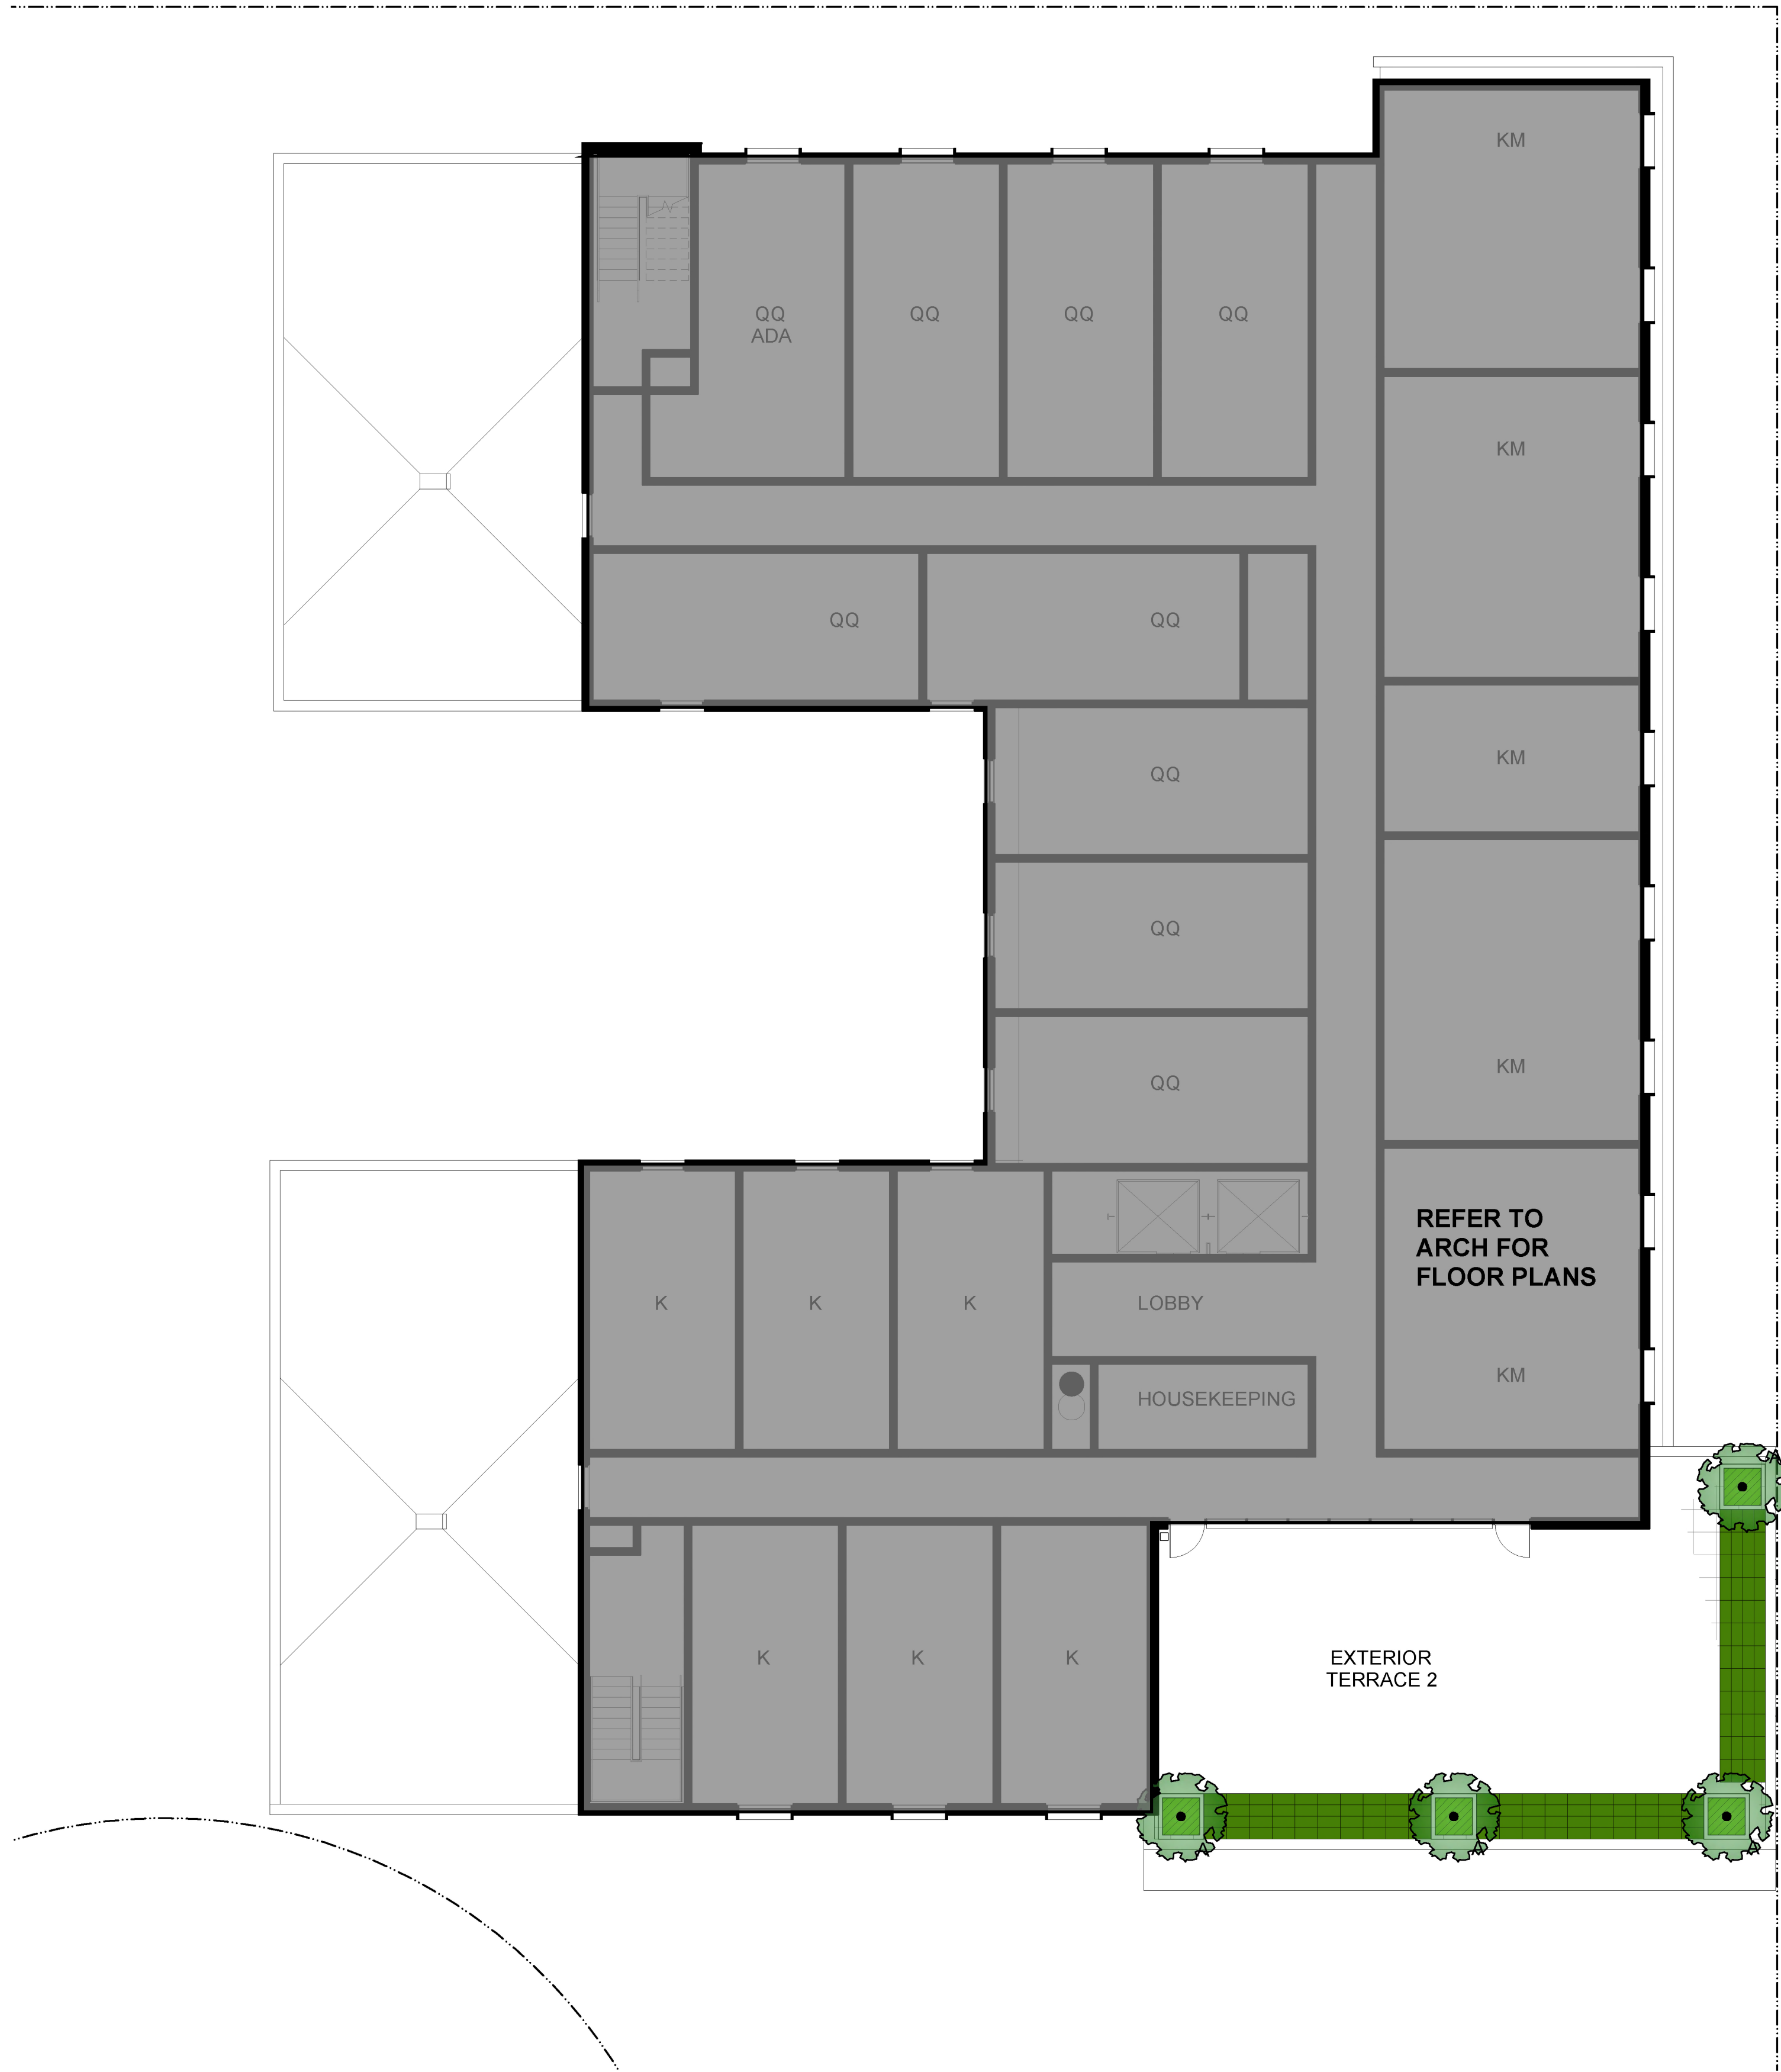 KM
QQ
ADA
QQ
QQ
QQ
KM
QQ
QQ
KM
QQ
QQ
KM
QQ
REFER TO
ARCH FOR
FLOOR PLANS
K
K
K
LOBBY
KM
HOUSEKEEPING
K
K
K
EXTERIOR
TERRACE 2